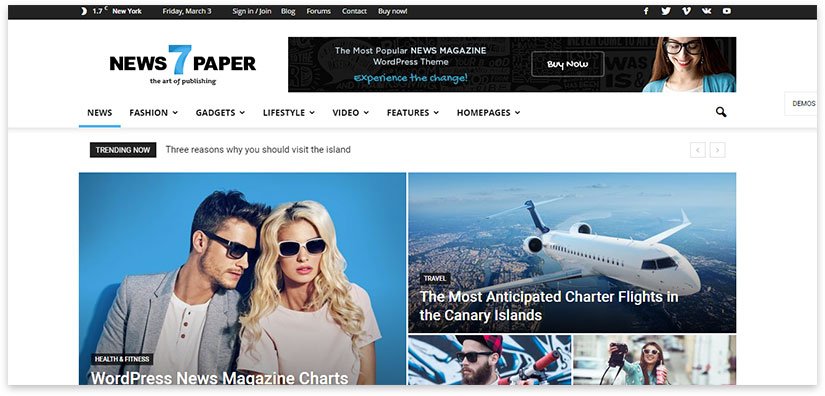 1.7 C New York Friday, March 3 Sign in / Join Blog Forums Contact Buy now!
NEWS 7 PAPER
the art of publishing
The Most Popular NEWS MAGAZINE
WordPress Theme
experience the change!
Buy Now
DEMOS
NEWS FASHION GADGETS LIFESTYLE VIDEO FEATURES HOMEPAGES
TRENDING NOW Three reasons why you should visit the island
TRAVEL
The Most Anticipated Charter Flights in
the Canary Islands
HEALTH & FITNESS
WordPress News Magazine Charts